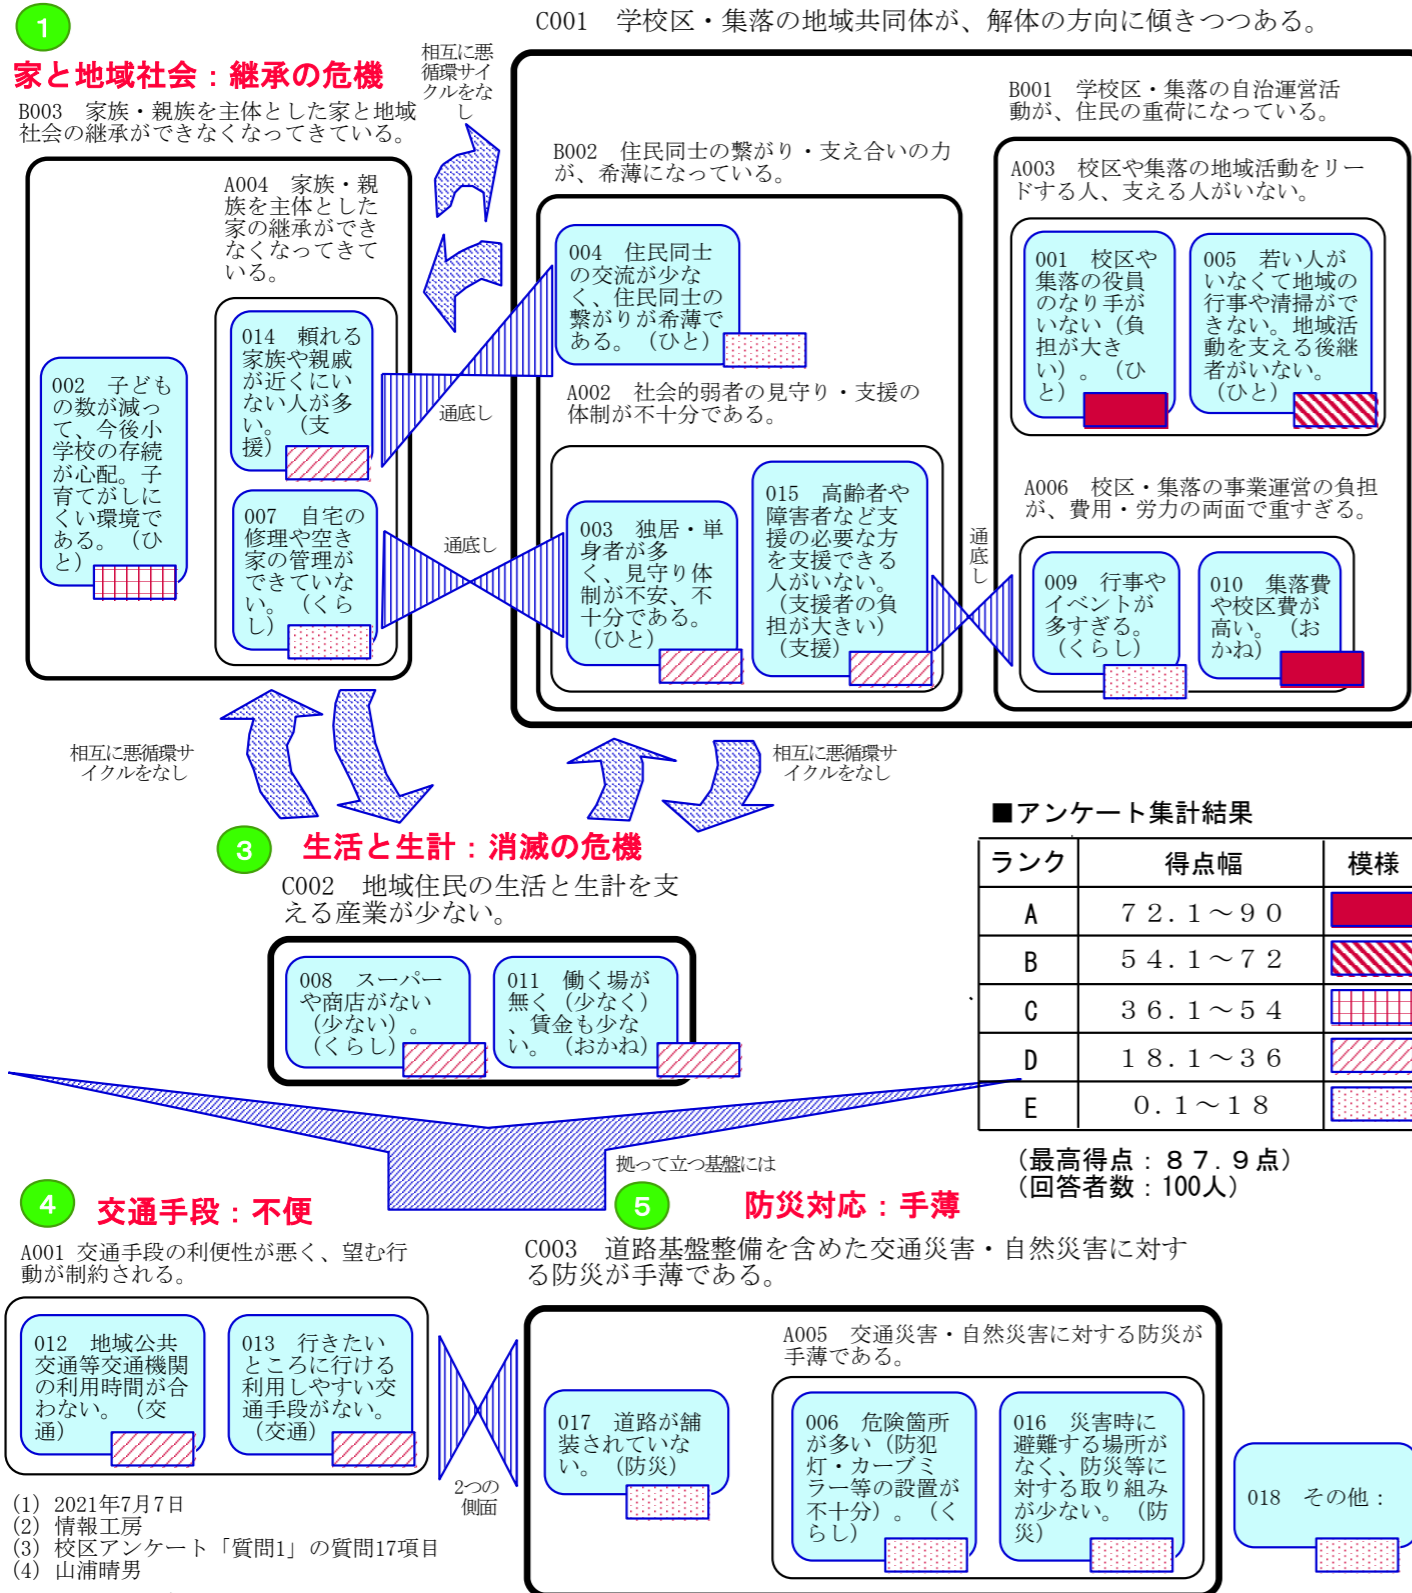 1
家と地域社会：継承の危機
B003　家族・親族を主体とした家と地域
社会の継承ができなくなってきている。
A004　家族・親
族を主体とした
家の継承ができ
なくなってきて
いる。
014　頼れる
家族や親戚
が近くにい
ない人が多
い。（支
援）
002　子ども
の数が減っ
て、今後小
学校の存続
が心配。子
育てがしに
くい環境で
ある。（ひ
と）
007　自宅の
修理や空き
家の管理が
できていな
い。（くら
し）
相互に悪
循環サイ
クルをな
し
通底し
通底し
C001　学校区・集落の地域共同体が、解体の方向に傾きつつある。
B002　住民同士の繋がり・支え合いの力
が、希薄になっている。
004　住民同士
の交流が少な
く、住民同士の
繋がりが希薄で
ある。（ひと）
A002　社会的弱者の見守り・支援の
体制が不十分である。
003　独居・単
身者が多
く、見守り体
制が不安、不
十分である。
（ひと）
015　高齢者や
障害者など支
援の必要な方
を支援できる
人がいない。
（支援者の負
担が大きい）
（支援）
通底し
B001　学校区・集落の自治運営活
動が、住民の重荷になっている。
A003　校区や集落の地域活動をリー
ドする人、支える人がいない。
001　校区や
集落の役員
のなり手が
いない（負
担が大き
い）。（ひ
と）
005　若い人が
いなくて地域の
行事や清掃がで
きない。地域活
動を支える後継
者がいない。
（ひと）
A006　校区・集落の事業運営の負担
が、費用・労力の両面で重すぎる。
009　行事や
イベントが
多すぎる。
（くらし）
010　集落費
や校区費が
高い。（お
かね）
相互に悪循環サ
イクルをなし
相互に悪循環サ
イクルをなし
3
生活と生計：消滅の危機
C002　地域住民の生活と生計を支
える産業が少ない。
008　スーパー
や商店がない
（少ない）。
（くらし）
011　働く場が
無く（少なく）
、賃金も少な
い。（おかね）
■アンケート集計結果
ランク　得点幅　模様
A　７２.１～９０
B　５４.１～７２
C　３６.１～５４
D　１８.１～３６
E　０.１～１８
（最高得点：８７.９点）
（回答者数：100人）
拠って立つ基盤には
4
交通手段：不便
A001 交通手段の利便性が悪く、望む行
動が制約される。
012　地域公共
交通等交通機関
の利用時間が合
わない。（交
通）
013　行きたい
ところに行ける
利用しやすい交
通手段がない。
（交通）
2つの
側面
5
防災対応：手薄
C003　道路基盤整備を含めた交通災害・自然災害に対す
る防災が手薄である。
017　道路が舗
装されていな
い。（防災）
A005　交通災害・自然災害に対する防災が
手薄である。
006　危険箇所
が多い（防犯
灯・カーブミ
ラー等の設置が
不十分）。（く
らし）
016　災害時に
避難する場所が
なく、防災等に
対する取り組み
が少ない。（防
災）
018　その他：
(1) 2021年7月7日
(2) 情報工房
(3) 校区アンケート「質問1」の質問17項目
(4) 山浦晴男